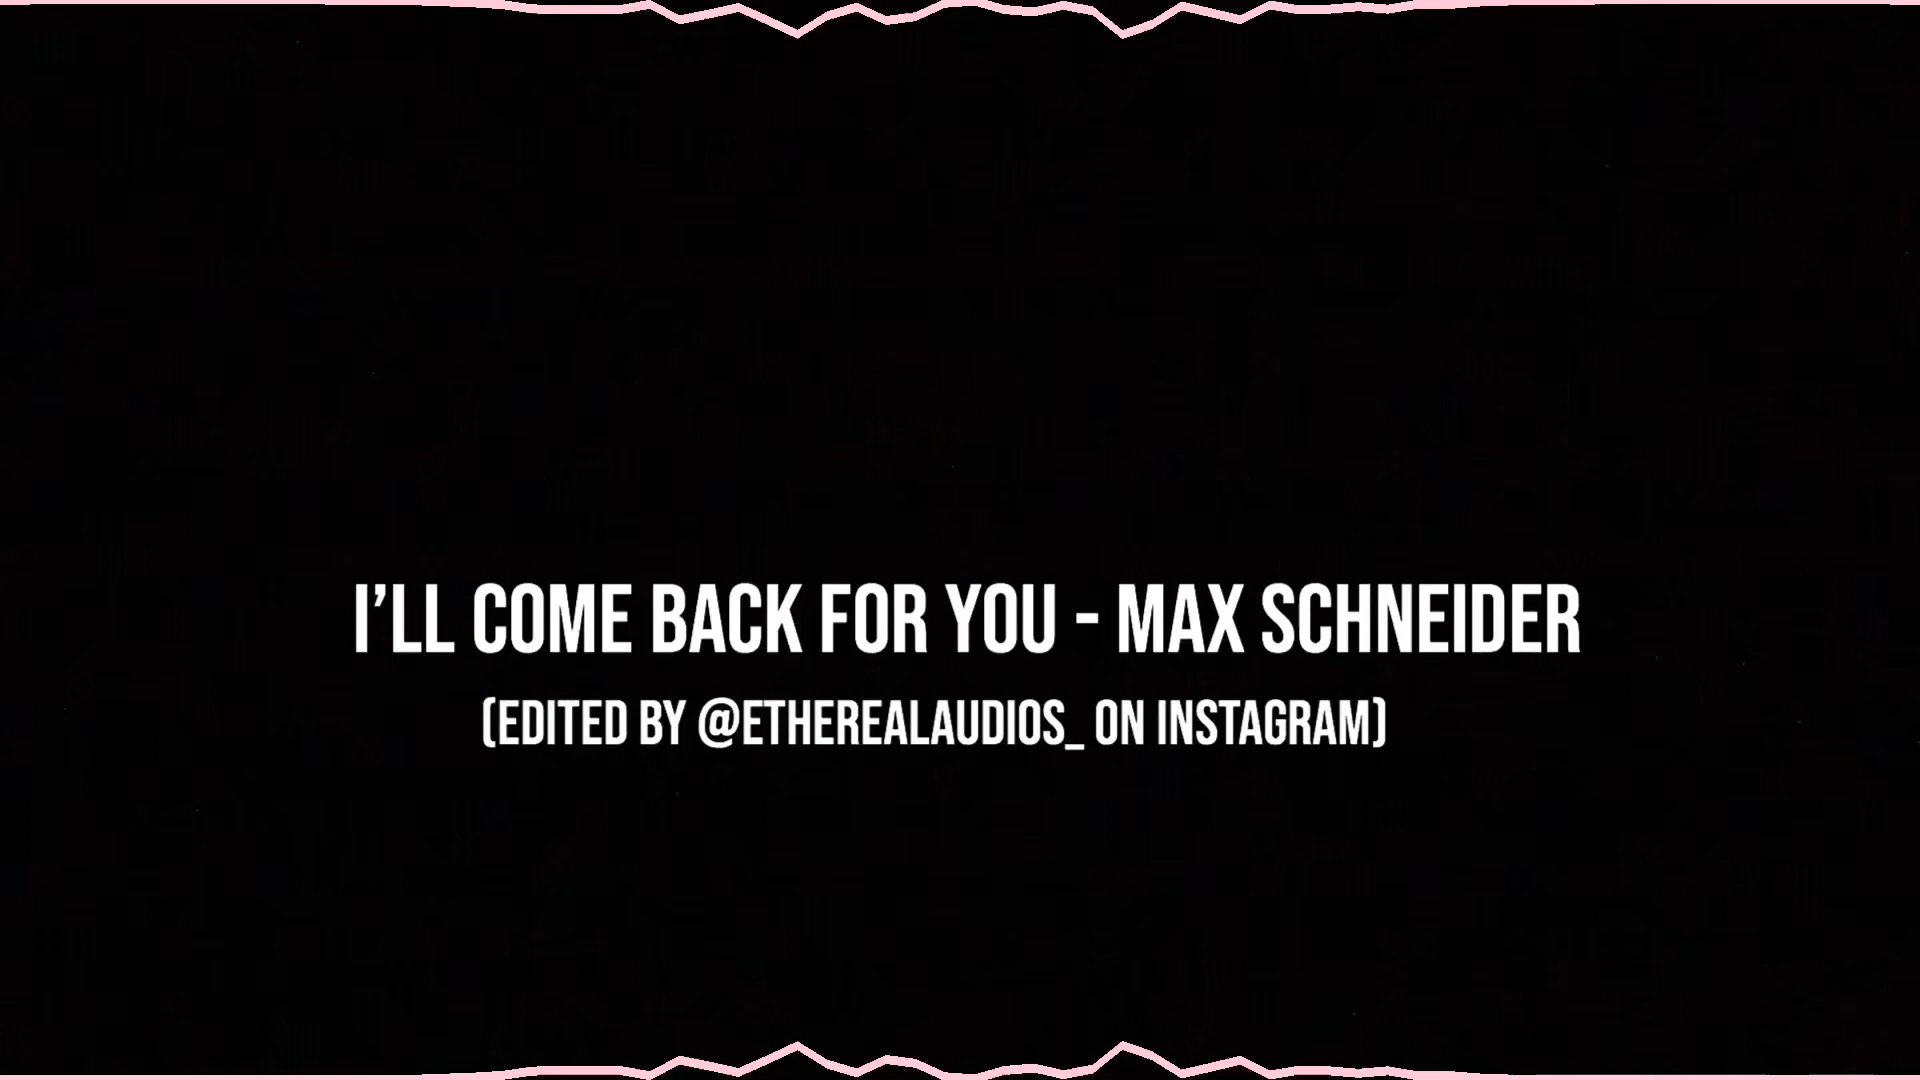 I'LL COME BACK FOR YOU - MAX SCHNEIDER
(EDITED BY @ETHEREALAUDIOS_ ON INSTAGRAM)